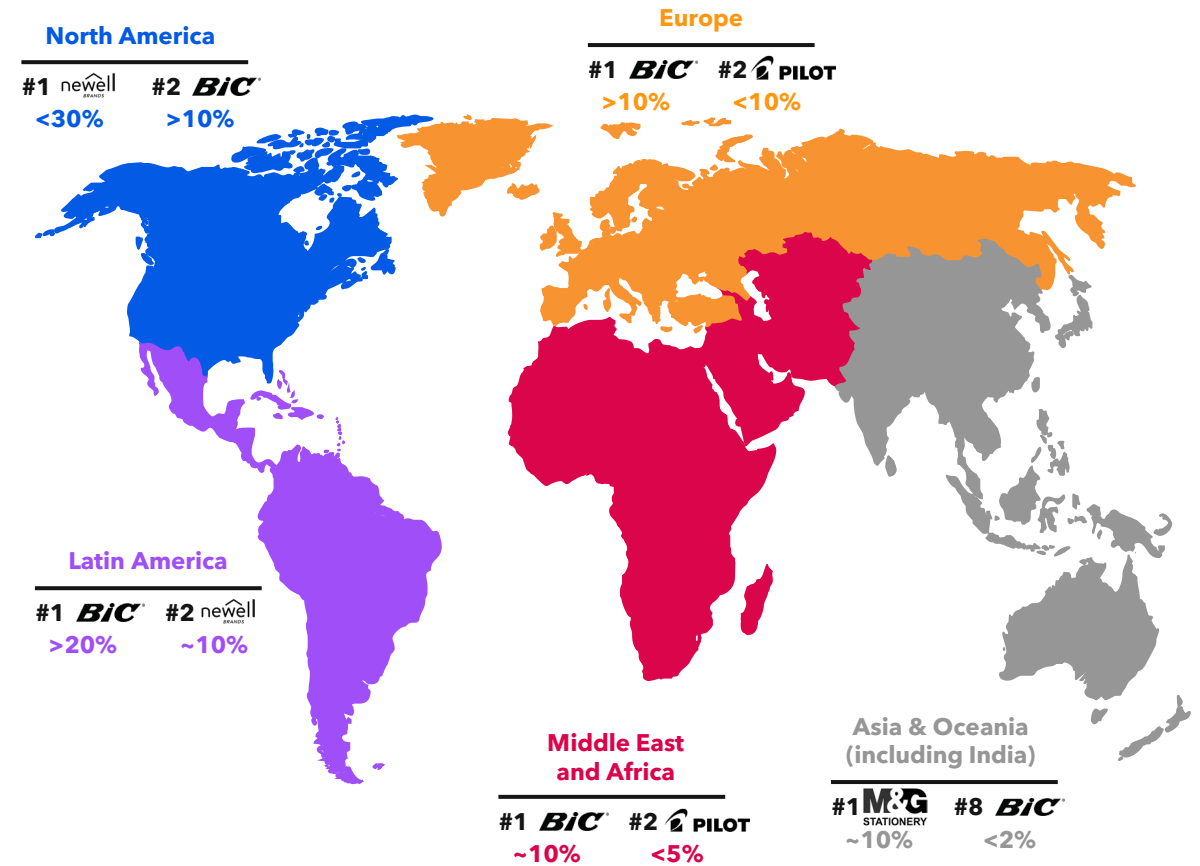 North America
#1 newell BRANDS #2 BiC®
<30% >10%
Europe
#1 BiC® #2 PILOT
>10% <10%
Latin America
#1 BiC® #2 newell BRANDS
>20% ~10%
Middle East
and Africa
#1 BiC® #2 PILOT
~10% <5%
Asia & Oceania
(including India)
#1 M&G STATIONERY #8 BiC®
~10% <2%